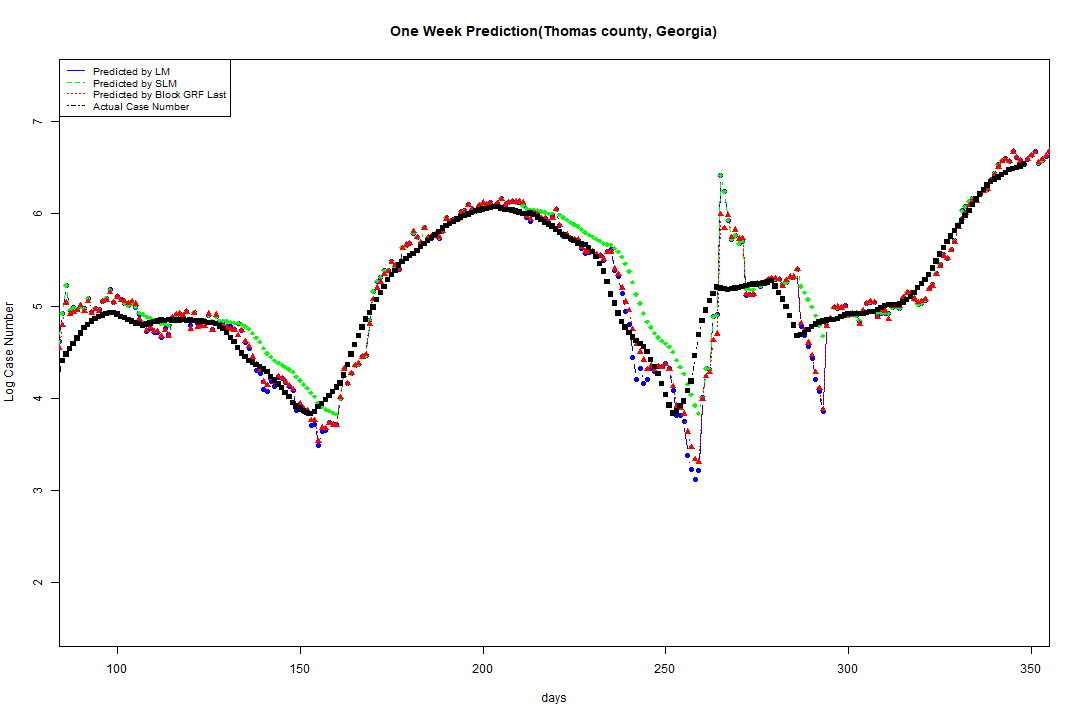 One Week Prediction(Thomas county, Georgia)
Predicted by LM
Predicted by SLM
Predicted by Block GRF Last
Actual Case Number
Log Case Number
7
6
5
4
3
2
100 150 200 250 300 350
days